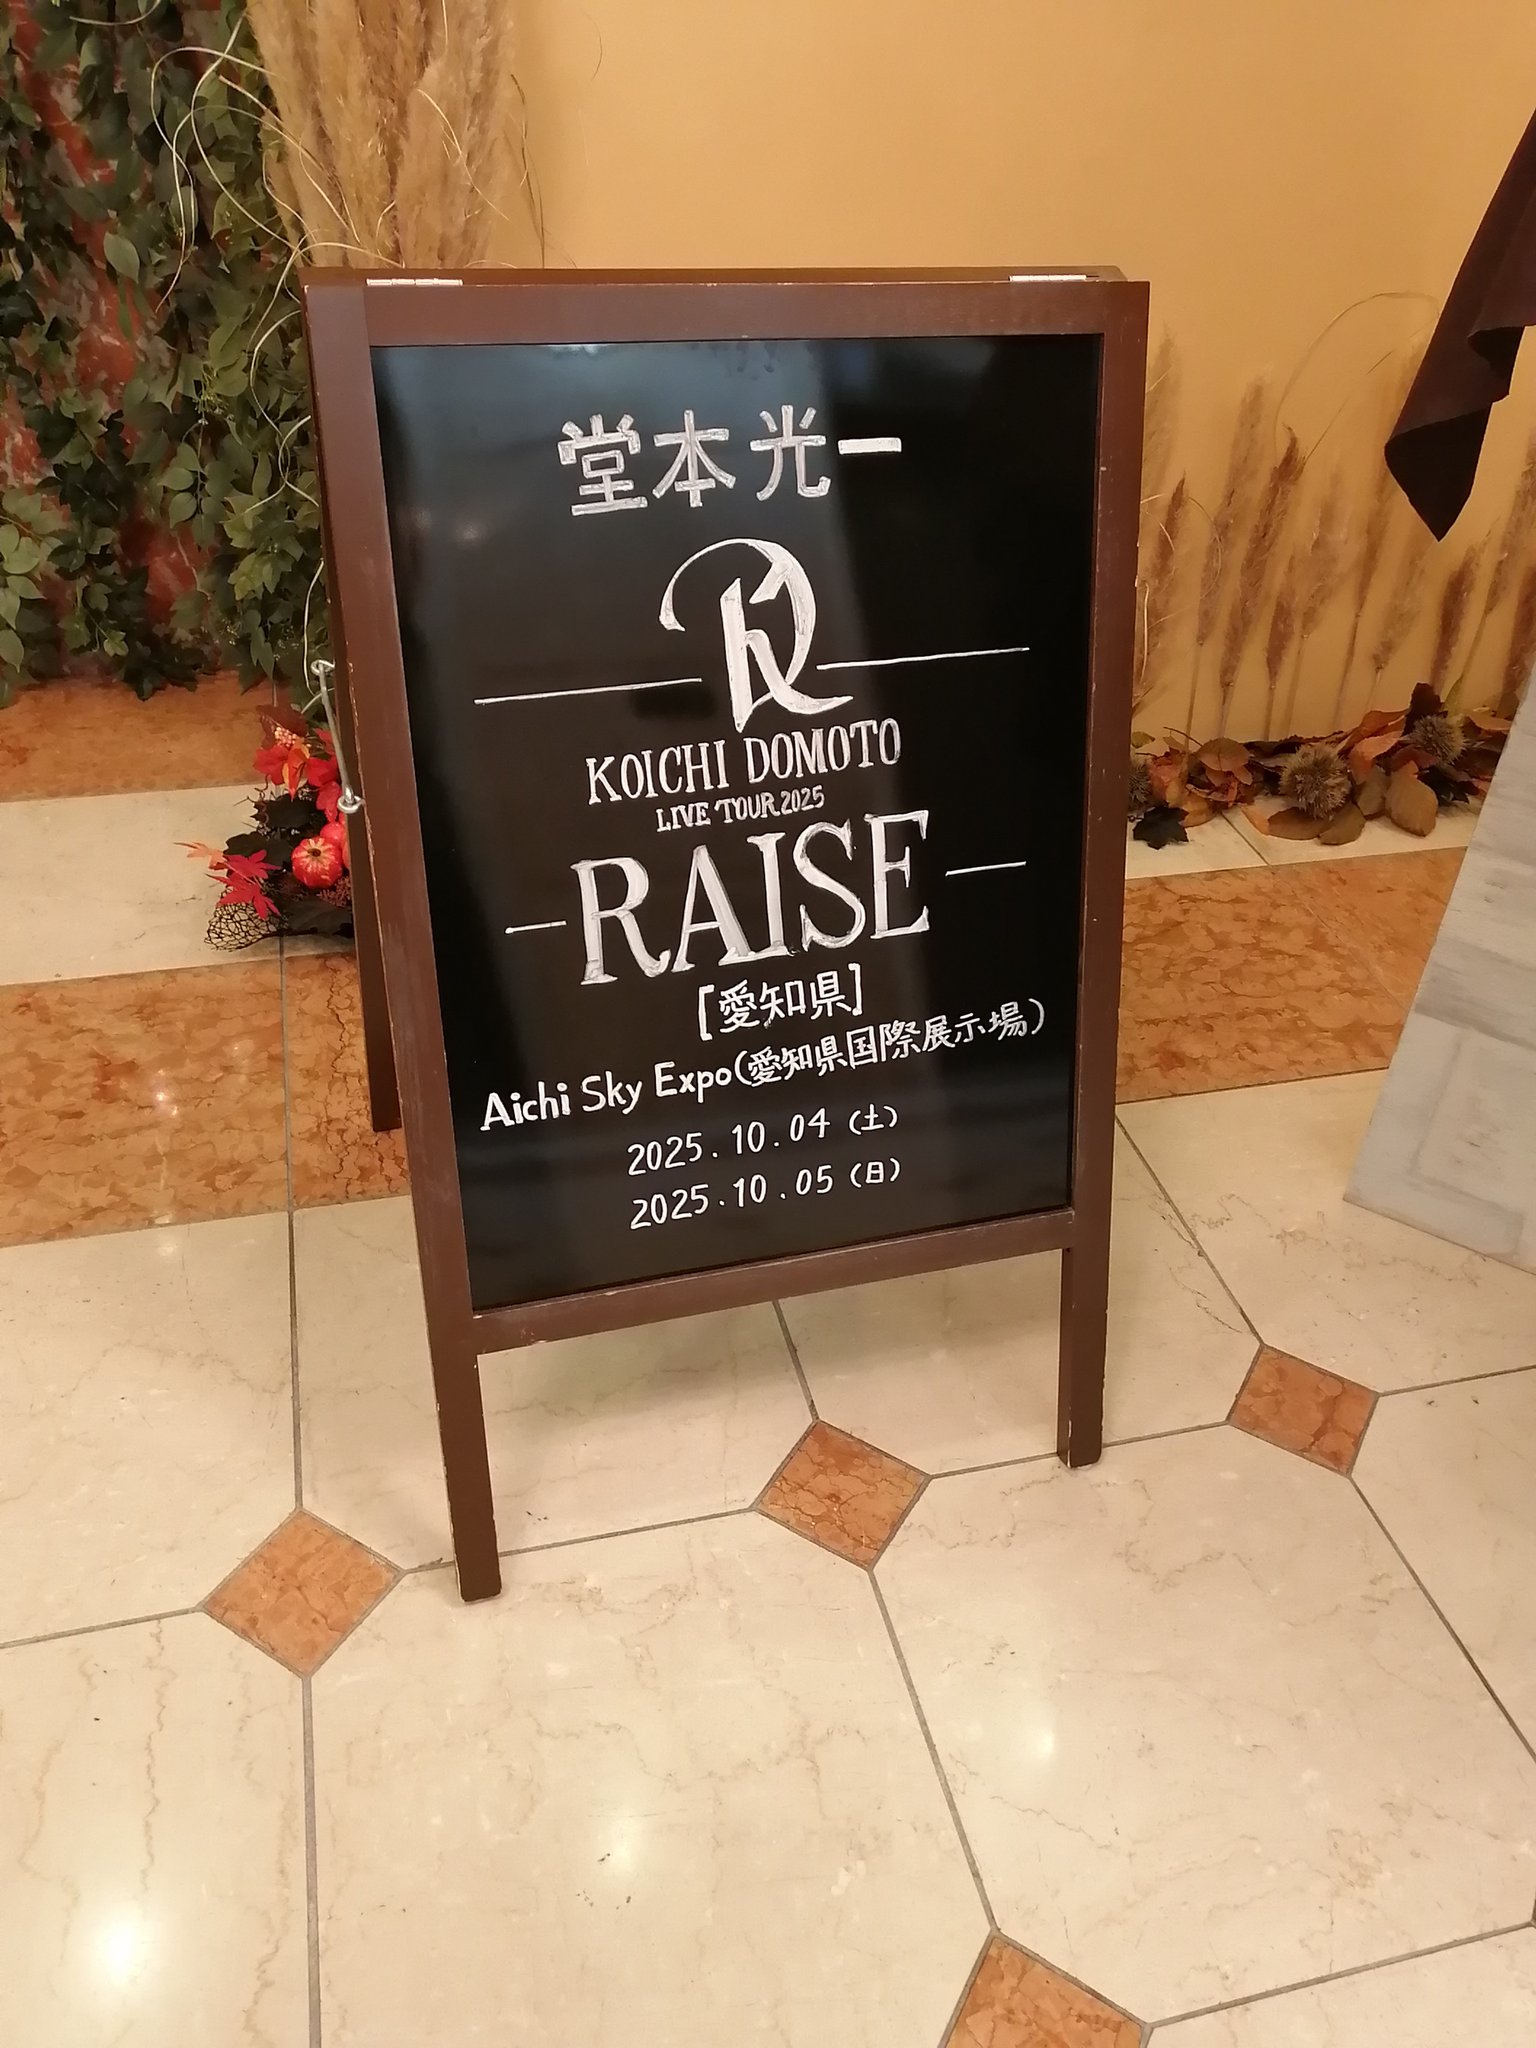 堂本光一
KD
KOICHI DOMOTO
LIVE TOUR 2025
RAISE
[愛知県]
Aichi Sky Expo(愛知県国際展示場)
2025.10.04(土)
2025.10.05(日)